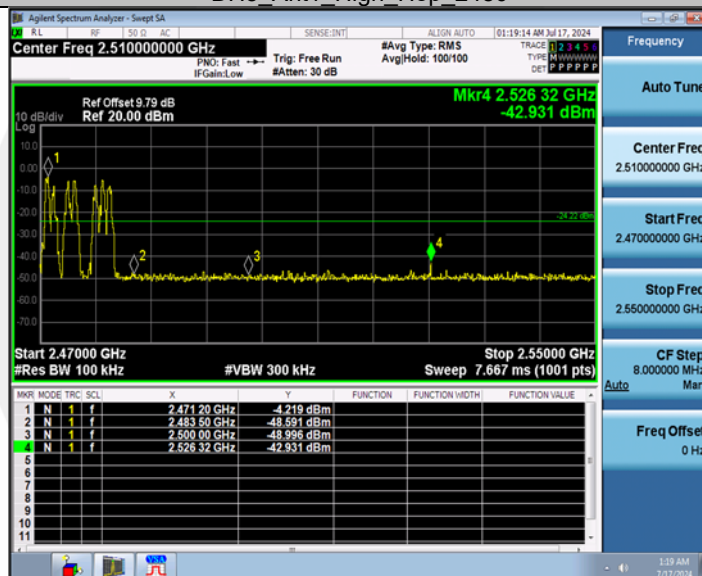 Agilent Spectrum Analyzer - Swept SA
RL RF 50 Ω AC SENSE:INT ALIGN AUTO 01:19:14 AM Jul 17, 2024
Center Freq 2.510000000 GHz
PNO: Fast
IFGain:Low
Trig: Free Run
#Atten: 30 dB
#Avg Type: RMS
Avg|Hold: 100/100
TRACE 1 2 3 4 5 6
TYPE M WWWWW
DET P P P P P P
Ref Offset 9.79 dB
Ref 20.00 dBm
10 dB/div
Log
Mkr4 2.526 32 GHz
-42.931 dBm
10.0
0.00
-10.0
-20.0
-30.0
-40.0
-50.0
-60.0
-70.0
1
2
3
4
-24.22 dBm
Start 2.47000 GHz
#Res BW 100 kHz
#VBW 300 kHz
Stop 2.55000 GHz
Sweep 7.667 ms (1001 pts)
MKR MODE TRC SCL X Y FUNCTION FUNCTION WIDTH FUNCTION VALUE
1 N 1 f 2.471 20 GHz -4.219 dBm
2 N 1 f 2.483 50 GHz -48.591 dBm
3 N 1 f 2.500 00 GHz -48.996 dBm
4 N 1 f 2.526 32 GHz -42.931 dBm
5
6
7
8
9
10
11
Frequency
Auto Tune
Center Freq
2.510000000 GHz
Start Freq
2.470000000 GHz
Stop Freq
2.550000000 GHz
CF Step
8.000000 MHz
Auto Man
Freq Offset
0 Hz
VSA
1:19 AM
7/17/2024